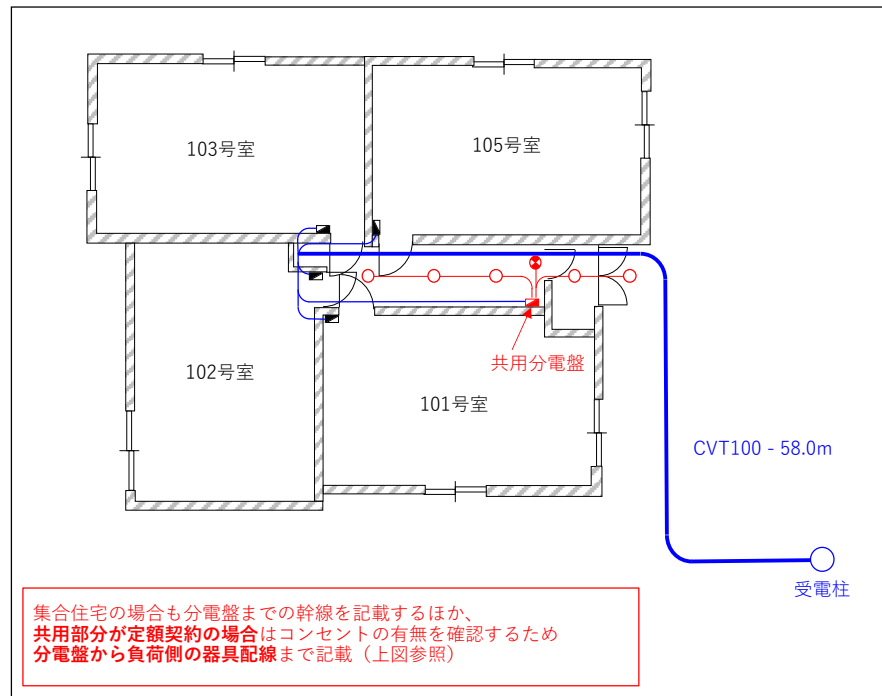 103号室
105号室
共用分電盤
102号室
101号室
CVT100 - 58.0m
受電柱
集合住宅の場合も分電盤までの幹線を記載するほか、
共用部分が定額契約の場合はコンセントの有無を確認するため
分電盤から負荷側の器具配線まで記載（上図参照）